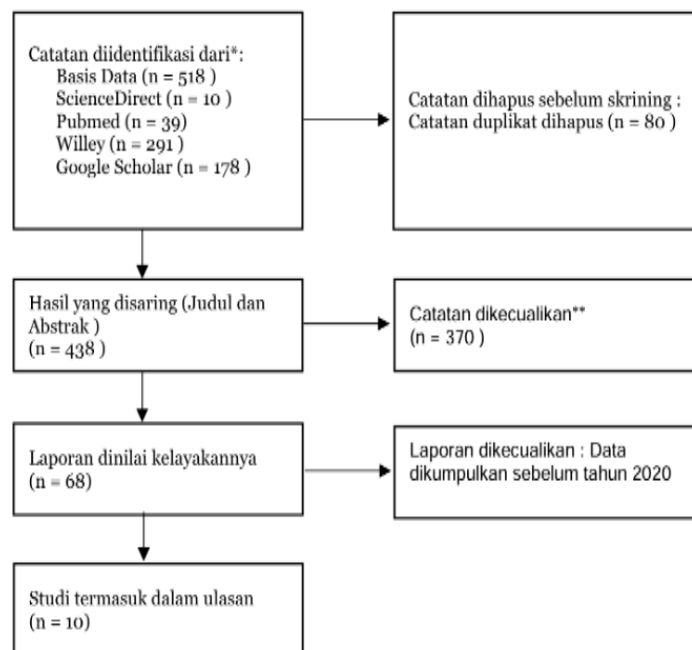 Catatan diidentifikasi dari*:
Basis Data (n = 518 )
ScienceDirect (n = 10 )
Pubmed (n = 39)
Willey (n = 291 )
Google Scholar (n = 178 )
Catatan dihapus sebelum skrining :
Catatan duplikat dihapus (n = 80 )
Hasil yang disaring (Judul dan
Abstrak )
(n = 438 )
Catatan dikecualikan**
(n = 370 )
Laporan dinilai kelayakannya
(n = 68)
Laporan dikecualikan : Data
dikumpulkan sebelum tahun 2020
Studi termasuk dalam ulasan
(n = 10)